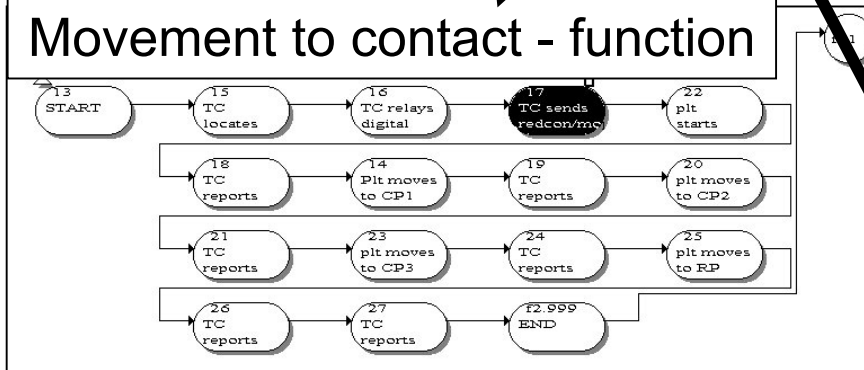 Movement to contact - function
13
START
15
TC
locates
16
TC relays
digital
17
TC sends
redcon/mo
22
plt
starts
18
TC
reports
14
Plt moves
to CP1
19
TC
reports
20
plt moves
to CP2
21
TC
reports
23
plt moves
to CP3
24
TC
reports
25
plt moves
to RP
26
TC
reports
27
TC
reports
f2.999
END